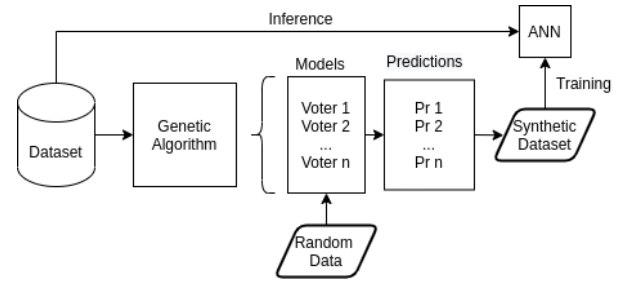 Inference
ANN
Models
Predictions
Training
Dataset
Genetic
Algorithm
Voter 1
Voter 2
...
Voter n
Pr 1
Pr 2
...
Pr n
Synthetic
Dataset
Random
Data